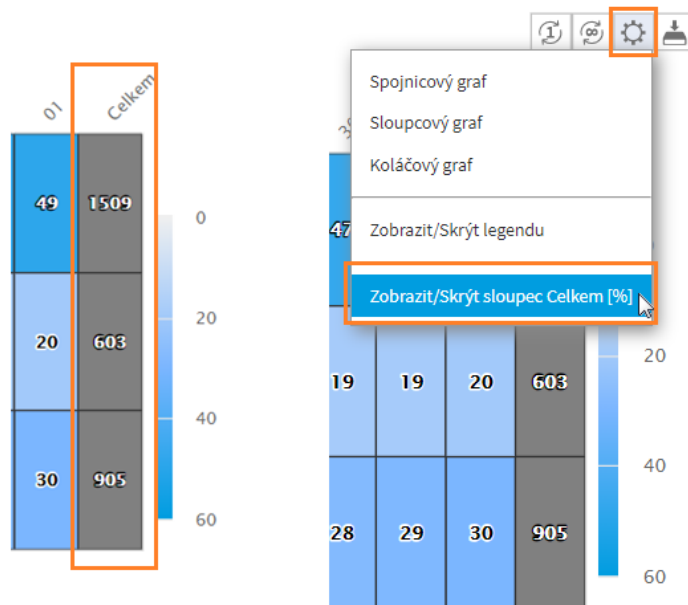 01 Celkem
49 1509
20 603
30 905
0
20
40
60
1
∞
Spojnicový graf
Sloupcový graf
Koláčový graf
Zobrazit/Skrýt legendu
Zobrazit/Skrýt sloupec Celkem [%]
47
19 19 20 603
28 29 30 905
20
40
60